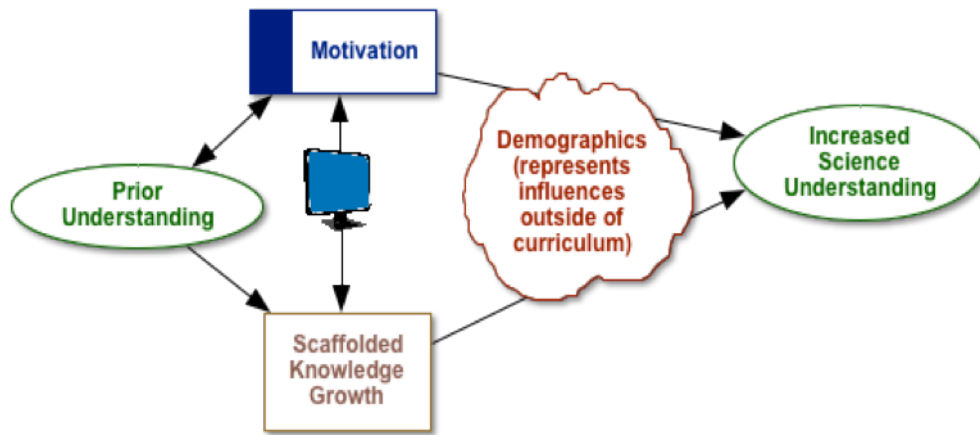 Motivation
Prior
Understanding
Demographics
(represents
influences
outside of
curriculum)
Increased
Science
Understanding
Scaffolded
Knowledge
Growth